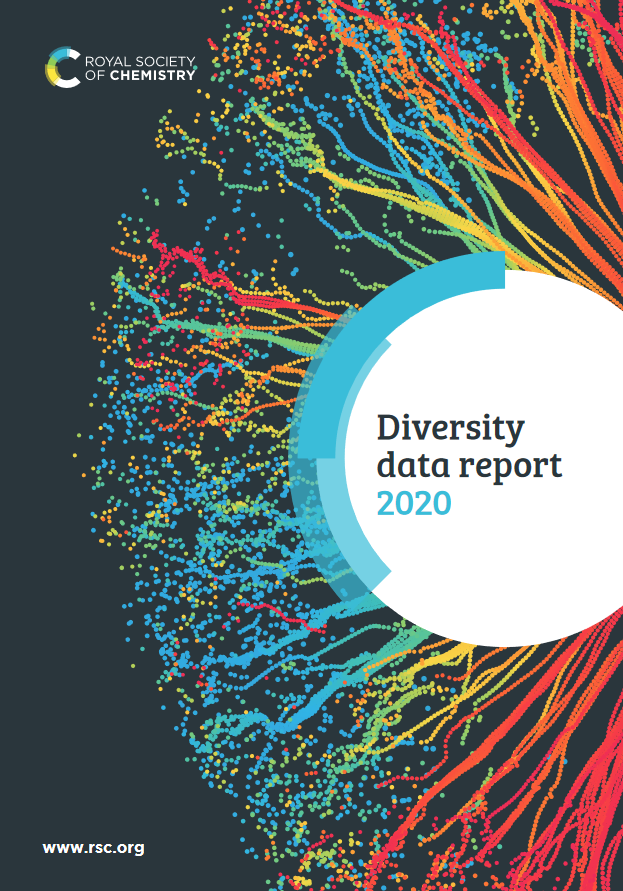 ROYAL SOCIETY
OF CHEMISTRY
Diversity
data report
2020
www.rsc.org